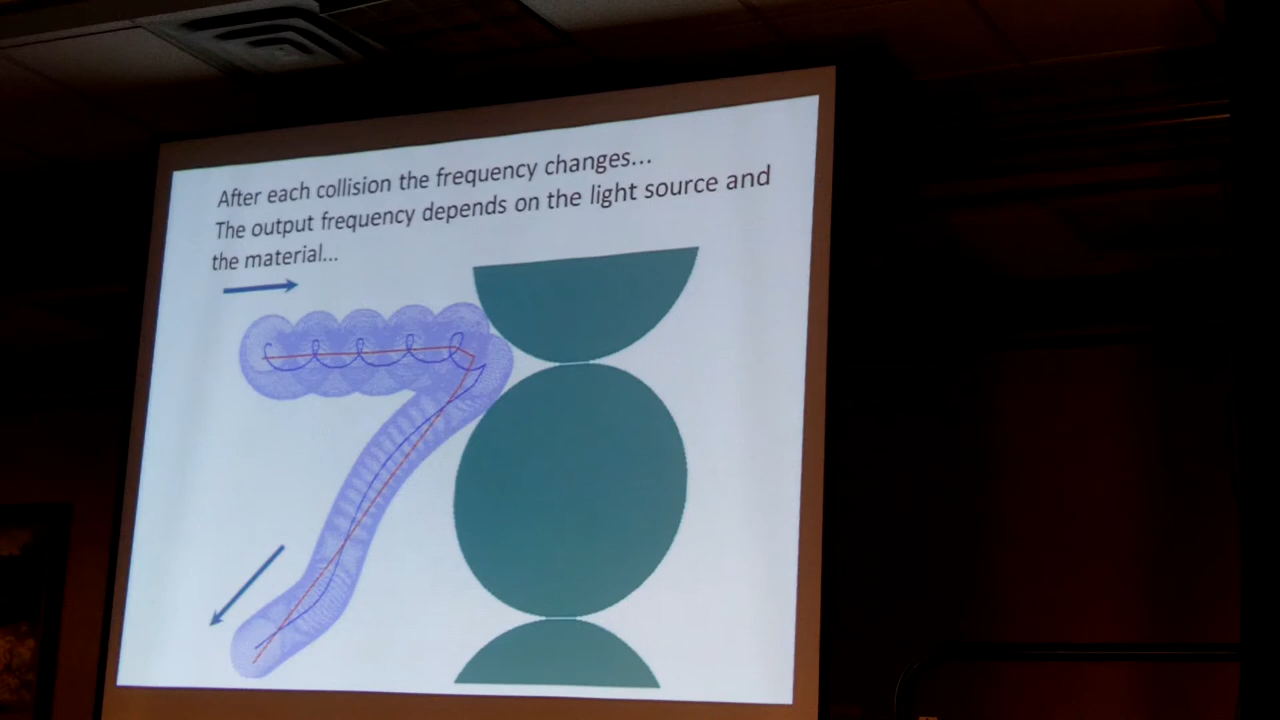 After each collision the frequency changes...
The output frequency depends on the light source and
the material...